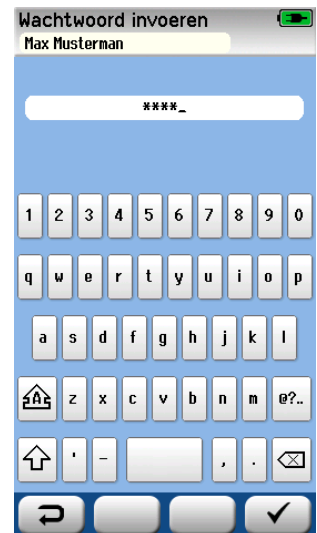 Wachtwoord invoeren
Max Musterman
****_
1 2 3 4 5 6 7 8 9 0
q w e r t y u i o p
a s d f g h j k l
À z x c v b n m @?..
' - , .